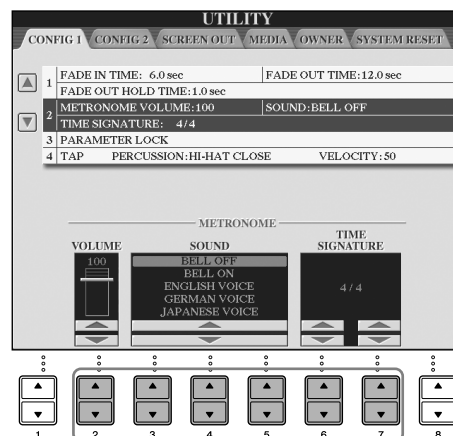 UTILITY
CONFIG 1 CONFIG 2 SCREEN OUT MEDIA OWNER SYSTEM RESET
1 FADE IN TIME: 6.0 sec FADE OUT TIME:12.0 sec
FADE OUT HOLD TIME:1.0 sec
2 METRONOME VOLUME:100 SOUND:BELL OFF
TIME SIGNATURE: 4/4
3 PARAMETER LOCK
4 TAP PERCUSSION:HI-HAT CLOSE VELOCITY:50
METRONOME
VOLUME SOUND TIME SIGNATURE
100
BELL OFF
BELL ON
ENGLISH VOICE
GERMAN VOICE
JAPANESE VOICE
4 / 4
1 2 3 4 5 6 7 8